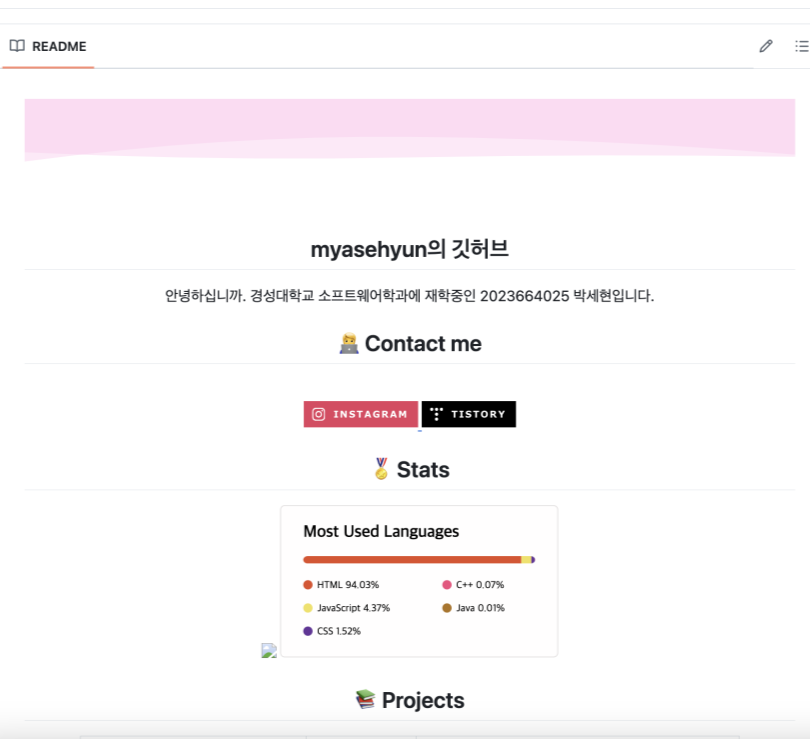 README
myasehyun의 깃허브
안녕하십니까. 경성대학교 소프트웨어학과에 재학중인 2023664025 박세현입니다.
Contact me
INSTAGRAM TISTORY
Stats
Most Used Languages
HTML 94.03% C++ 0.07%
JavaScript 4.37% Java 0.01%
CSS 1.52%
Projects